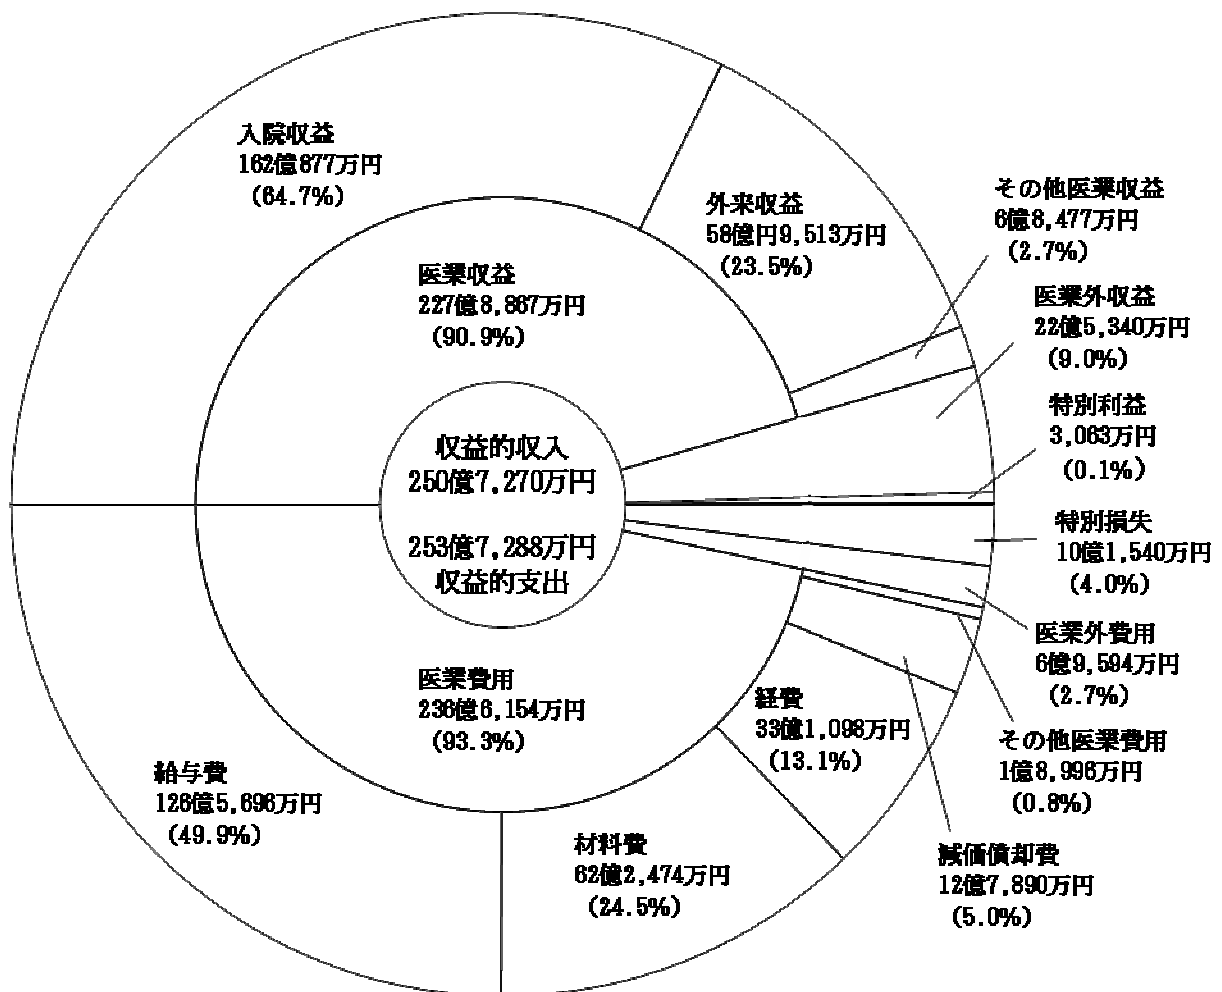 入院収益
162億877万円
(64.7%)
外来収益
58億円9,513万円
(23.5%)
その他医業収益
6億8,477万円
(2.7%)
医業収益
227億8,867万円
(90.9%)
医業外収益
22億5,340万円
(9.0%)
特別利益
3,063万円
(0.1%)
収益的収入
250億7,270万円
253億7,288万円
収益的支出
特別損失
10億1,540万円
(4.0%)
医業外費用
6億9,594万円
(2.7%)
医業費用
236億6,154万円
(93.3%)
経費
33億1,098万円
(13.1%)
その他医業費用
1億8,996万円
(0.8%)
給与費
126億5,696万円
(49.9%)
材料費
62億2,474万円
(24.5%)
減価償却費
12億7,890万円
(5.0%)